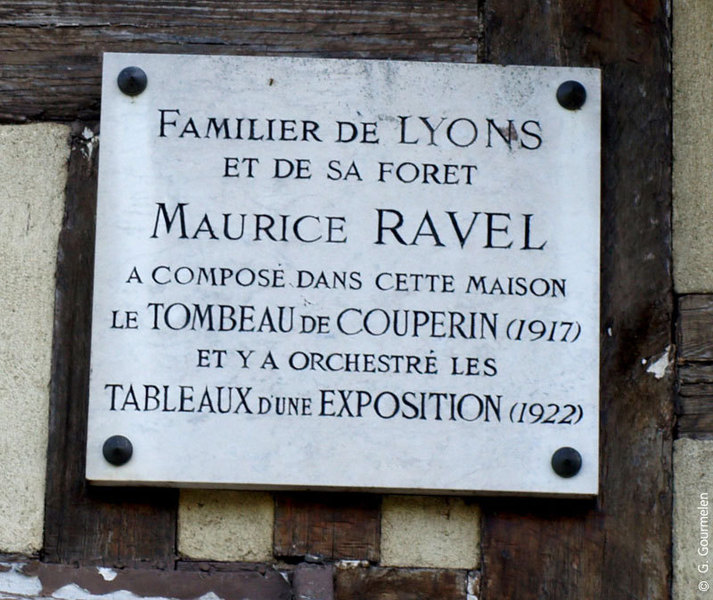 FAMILIER DE LYONS
ET DE SA FORET
MAURICE RAVEL
A COMPOSÉ DANS CETTE MAISON
LE TOMBEAU DE COUPERIN (1917)
ET Y A ORCHESTRÉ LES
TABLEAUX D'UNE EXPOSITION (1922)
© G. Gourmelen